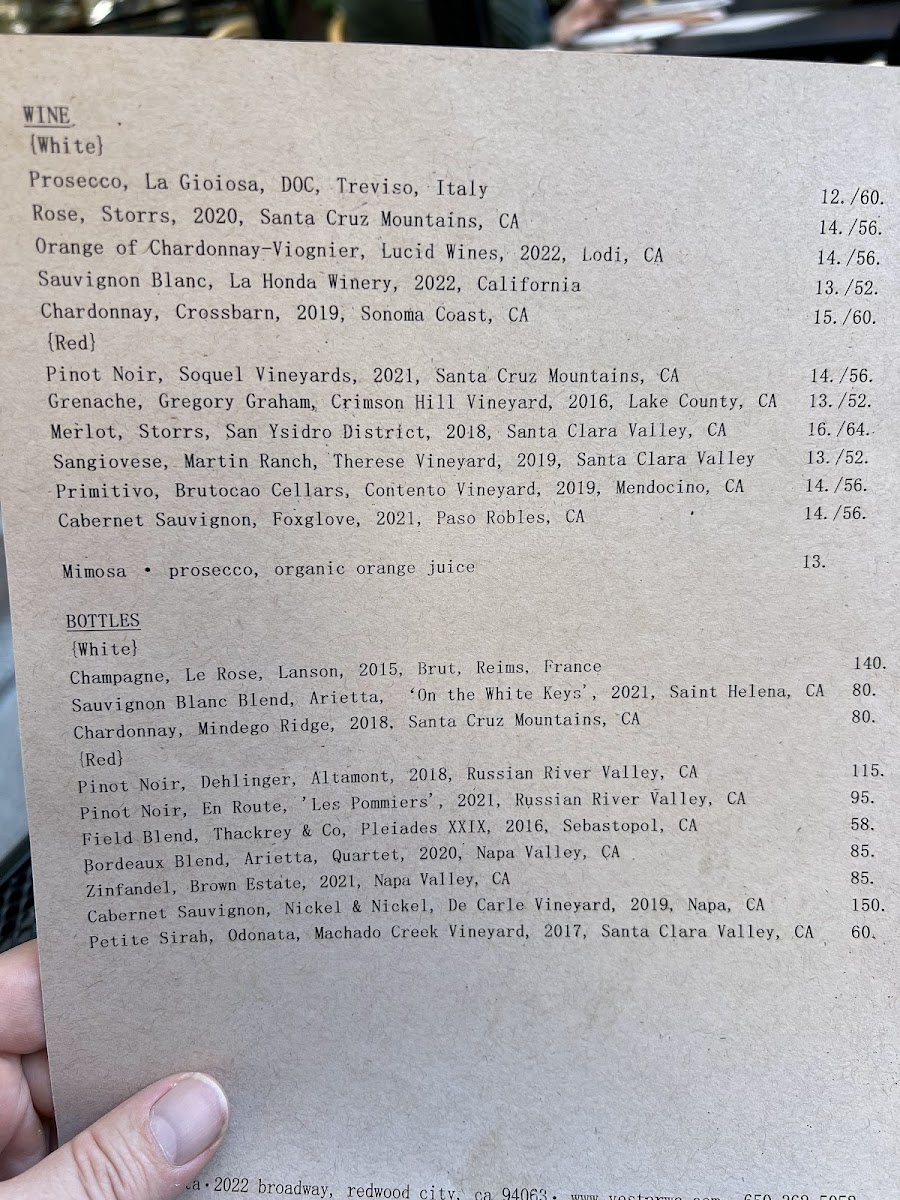 WINE
{White}
Prosecco, La Gioiosa, DOC, Treviso, Italy 12./60.
Rose, Storrs, 2020, Santa Cruz Mountains, CA 14./56.
Orange of Chardonnay-Viognier, Lucid Wines, 2022, Lodi, CA 14./56.
Sauvignon Blanc, La Honda Winery, 2022, California 13./52.
Chardonnay, Crossbarn, 2019, Sonoma Coast, CA 15./60.
{Red}
Pinot Noir, Soquel Vineyards, 2021, Santa Cruz Mountains, CA 14./56.
Grenache, Gregory Graham, Crimson Hill Vineyard, 2016, Lake County, CA 13./52.
Merlot, Storrs, San Ysidro District, 2018, Santa Clara Valley, CA 16./64.
Sangiovese, Martin Ranch, Therese Vineyard, 2019, Santa Clara Valley 13./52.
Primitivo, Brutocao Cellars, Contento Vineyard, 2019, Mendocino, CA 14./56.
Cabernet Sauvignon, Foxglove, 2021, Paso Robles, CA 14./56.
Mimosa • prosecco, organic orange juice 13.
BOTTLES
{White}
Champagne, Le Rose, Lanson, 2015, Brut, Reims, France 140.
Sauvignon Blanc Blend, Arietta, ‘On the White Keys’, 2021, Saint Helena, CA 80.
Chardonnay, Mindego Ridge, 2018. Santa Cruz Mountains, CA 80.
{Red}
Pinot Noir, Dehlinger, Altamont, 2018, Russian River Valley, CA 115.
Pinot Noir, En Route, 'Les Pommiers', 2021, Russian River Valley, CA 95.
Field Blend, Thackrey & Co, Pleiades XXIX, 2016, Sebastopol, CA 58.
Bordeaux Blend, Arietta, Quartet, 2020, Napa Valley, CA 85.
Zinfandel, Brown Estate, 2021, Napa Valley, CA 85.
Cabernet Sauvignon, Nickel & Nickel, De Carle Vineyard, 2019, Napa, CA 150.
Petite Sirah, Odonata, Machado Creek Vineyard, 2017, Santa Clara Valley, CA 60.
2022 broadway, redwood city, ca 94063•